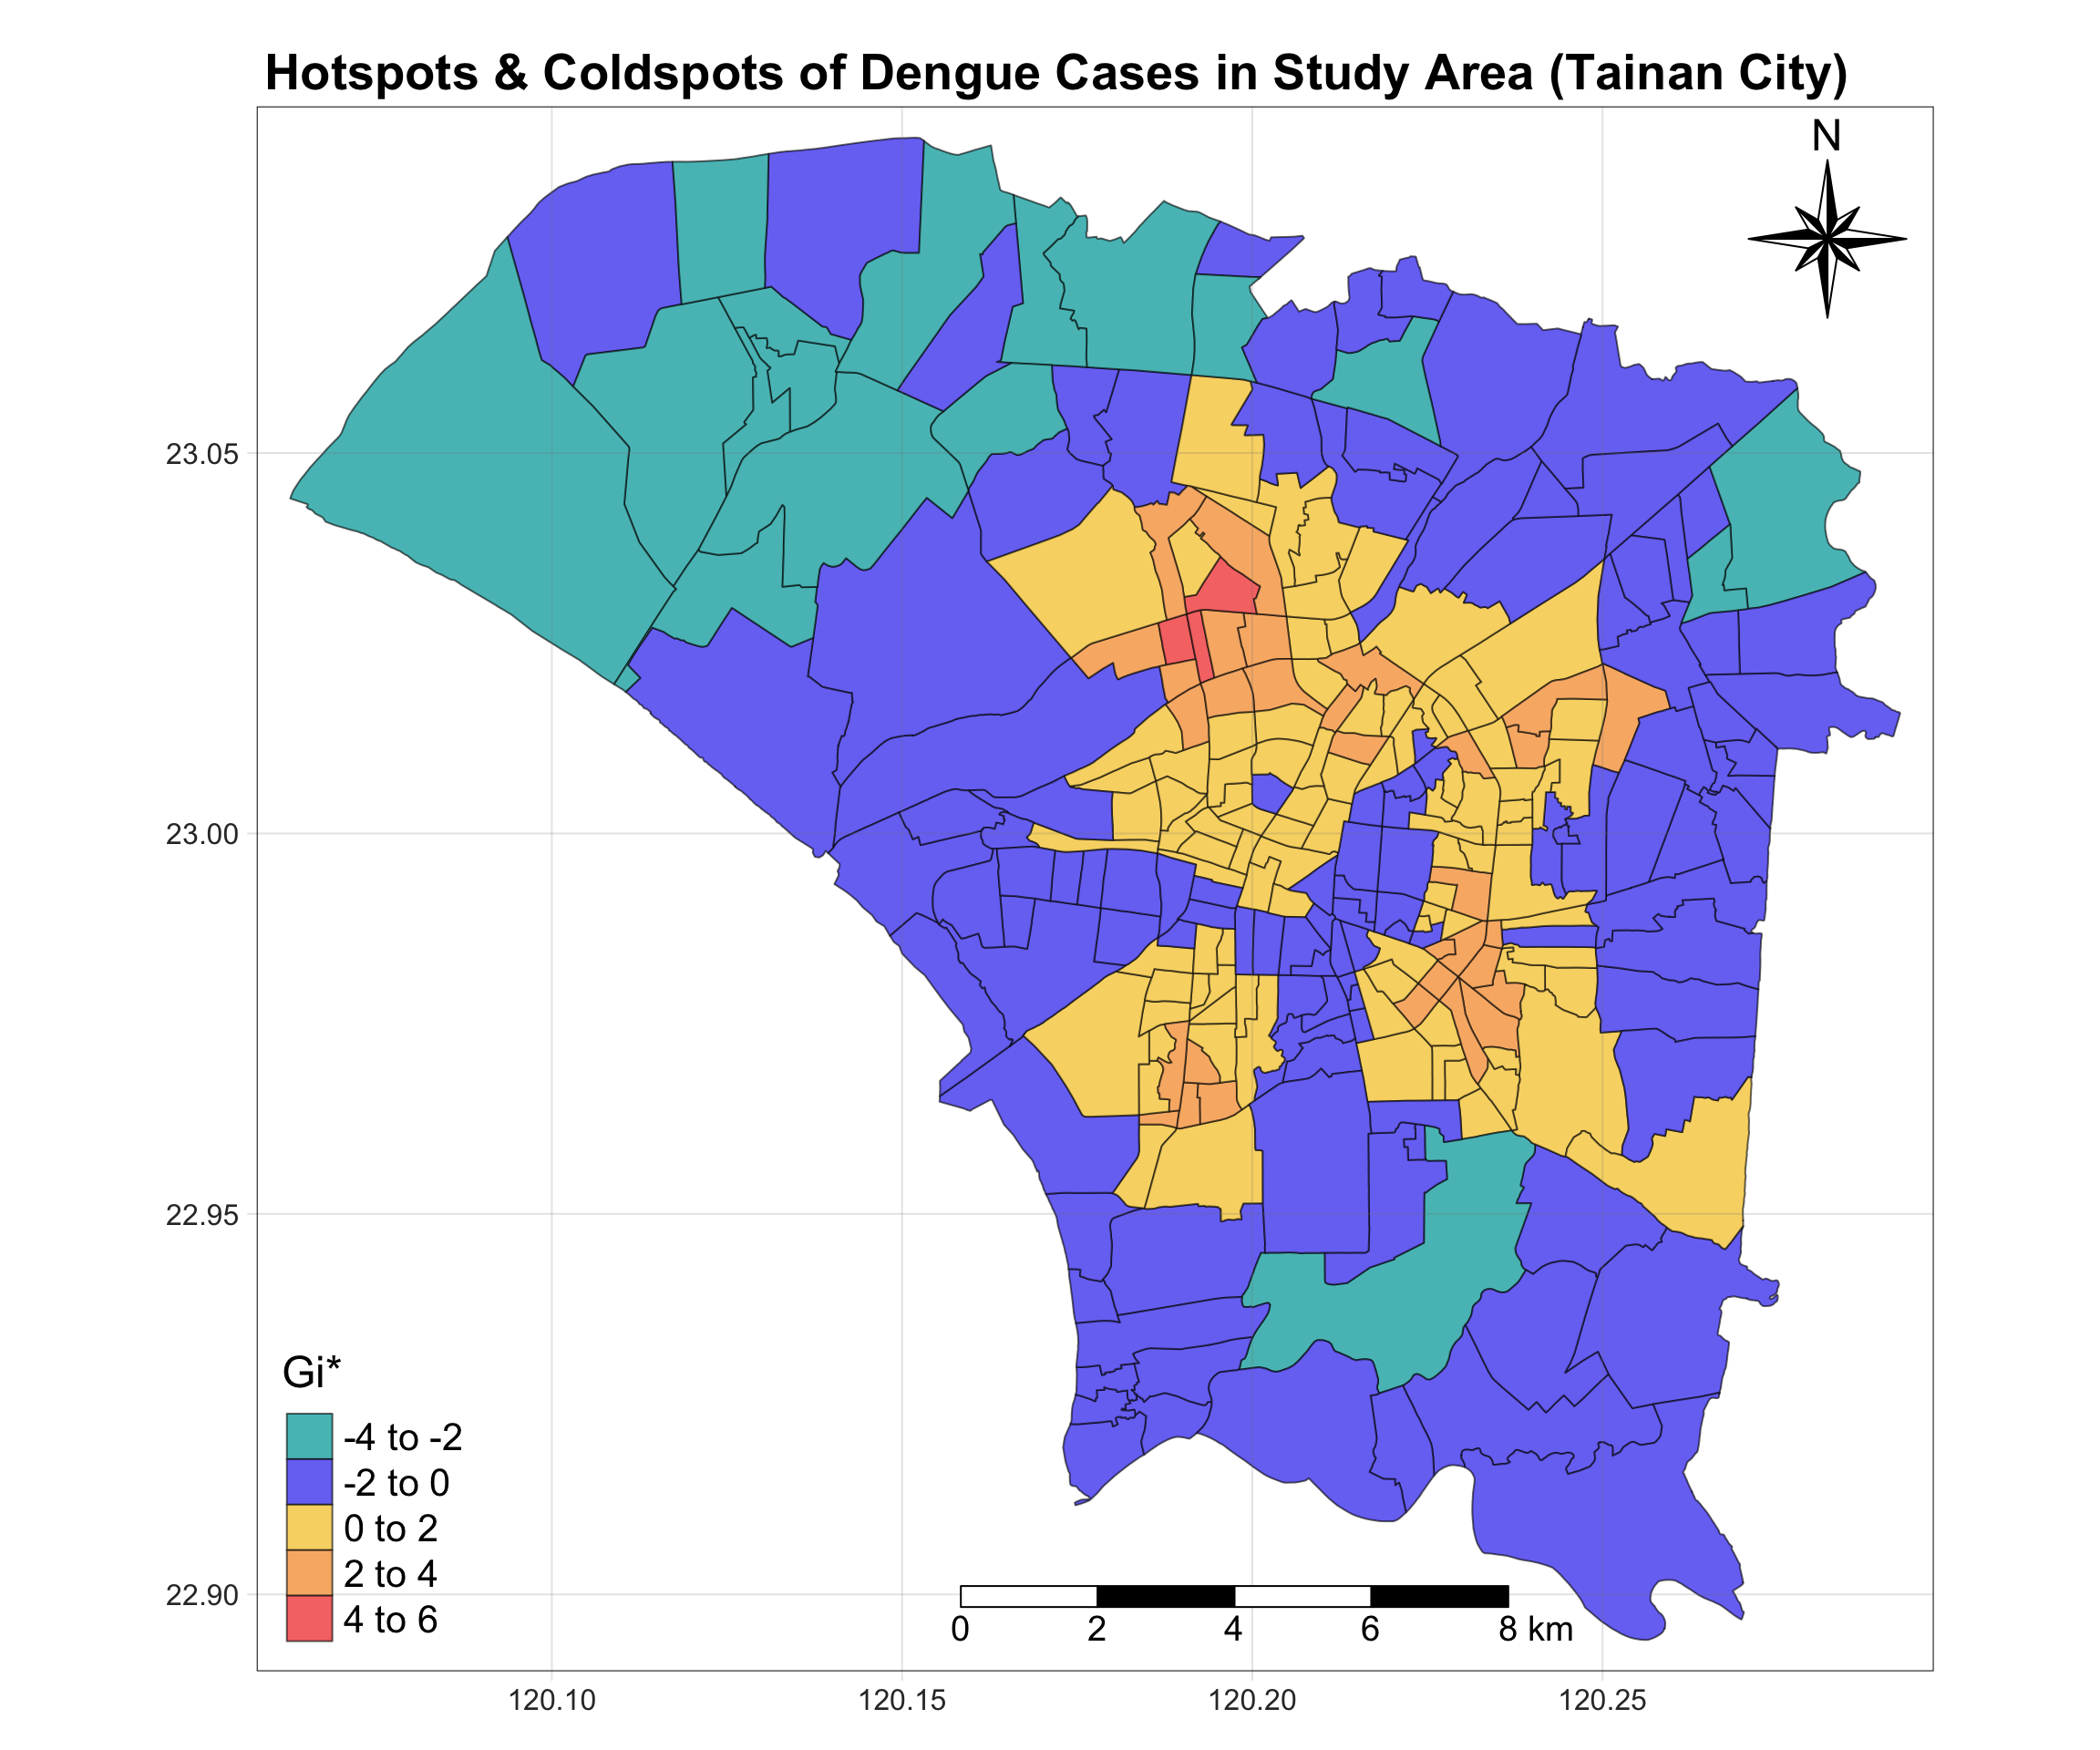 Hotspots & Coldspots of Dengue Cases in Study Area (Tainan City)
N
23.05
23.00
22.95
22.90
Gi*
-4 to -2
-2 to 0
0 to 2
2 to 4
4 to 6
0 2 4 6 8 km
120.10 120.15 120.20 120.25